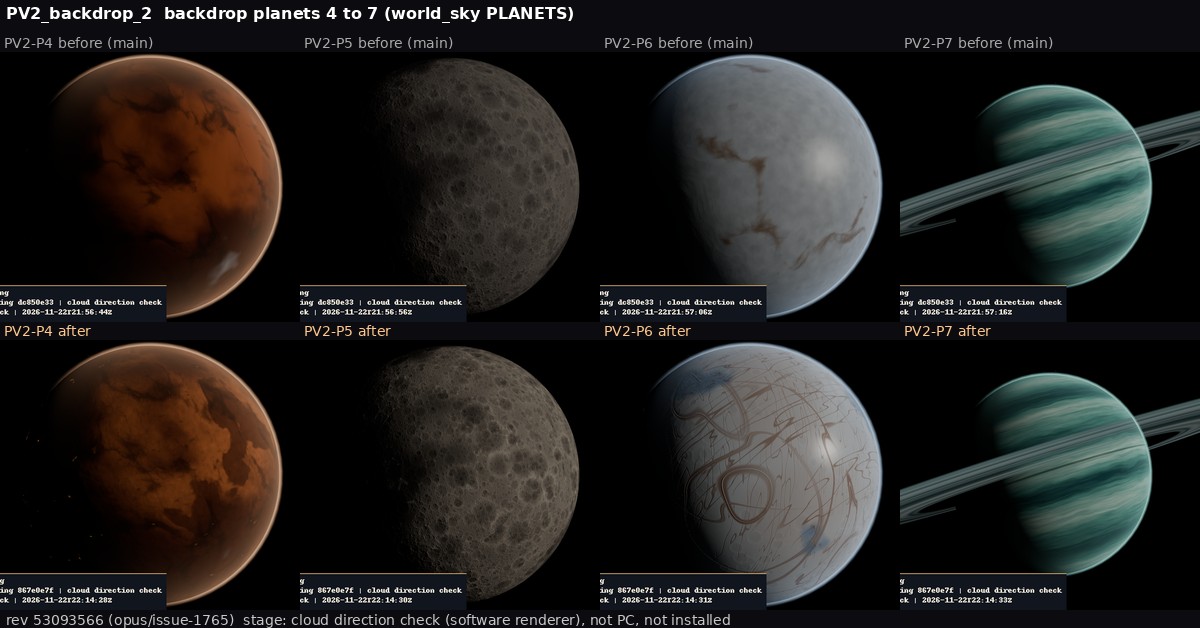 PV2_backdrop_2  backdrop planets 4 to 7 (world_sky PLANETS)
PV2-P4 before (main)
PV2-P5 before (main)
PV2-P6 before (main)
PV2-P7 before (main)
ng
ing dc850e33 | cloud direction check
ck | 2026-11-22r21:56:44z
ing dc850e33 | cloud direction check
ck | 2026-11-22r21:56:56z
ing dc850e33 | cloud direction check
ck | 2026-11-22r21:57:06z
ing dc850e33 | cloud direction check
ck | 2026-11-22r21:57:16z
PV2-P4 after
PV2-P5 after
PV2-P6 after
PV2-P7 after
g
ing 867e0e7f | cloud direction check
ck | 2026-11-22r22:14:28z
g
ing 867e0e7f | cloud direction check
ck | 2026-11-22r22:14:30z
g
ing 867e0e7f | cloud direction check
ck | 2026-11-22r22:14:31z
g
ing 867e0e7f | cloud direction check
ck | 2026-11-22r22:14:33z
rev 53093566 (opus/issue-1765)  stage: cloud direction check (software renderer), not PC, not installed